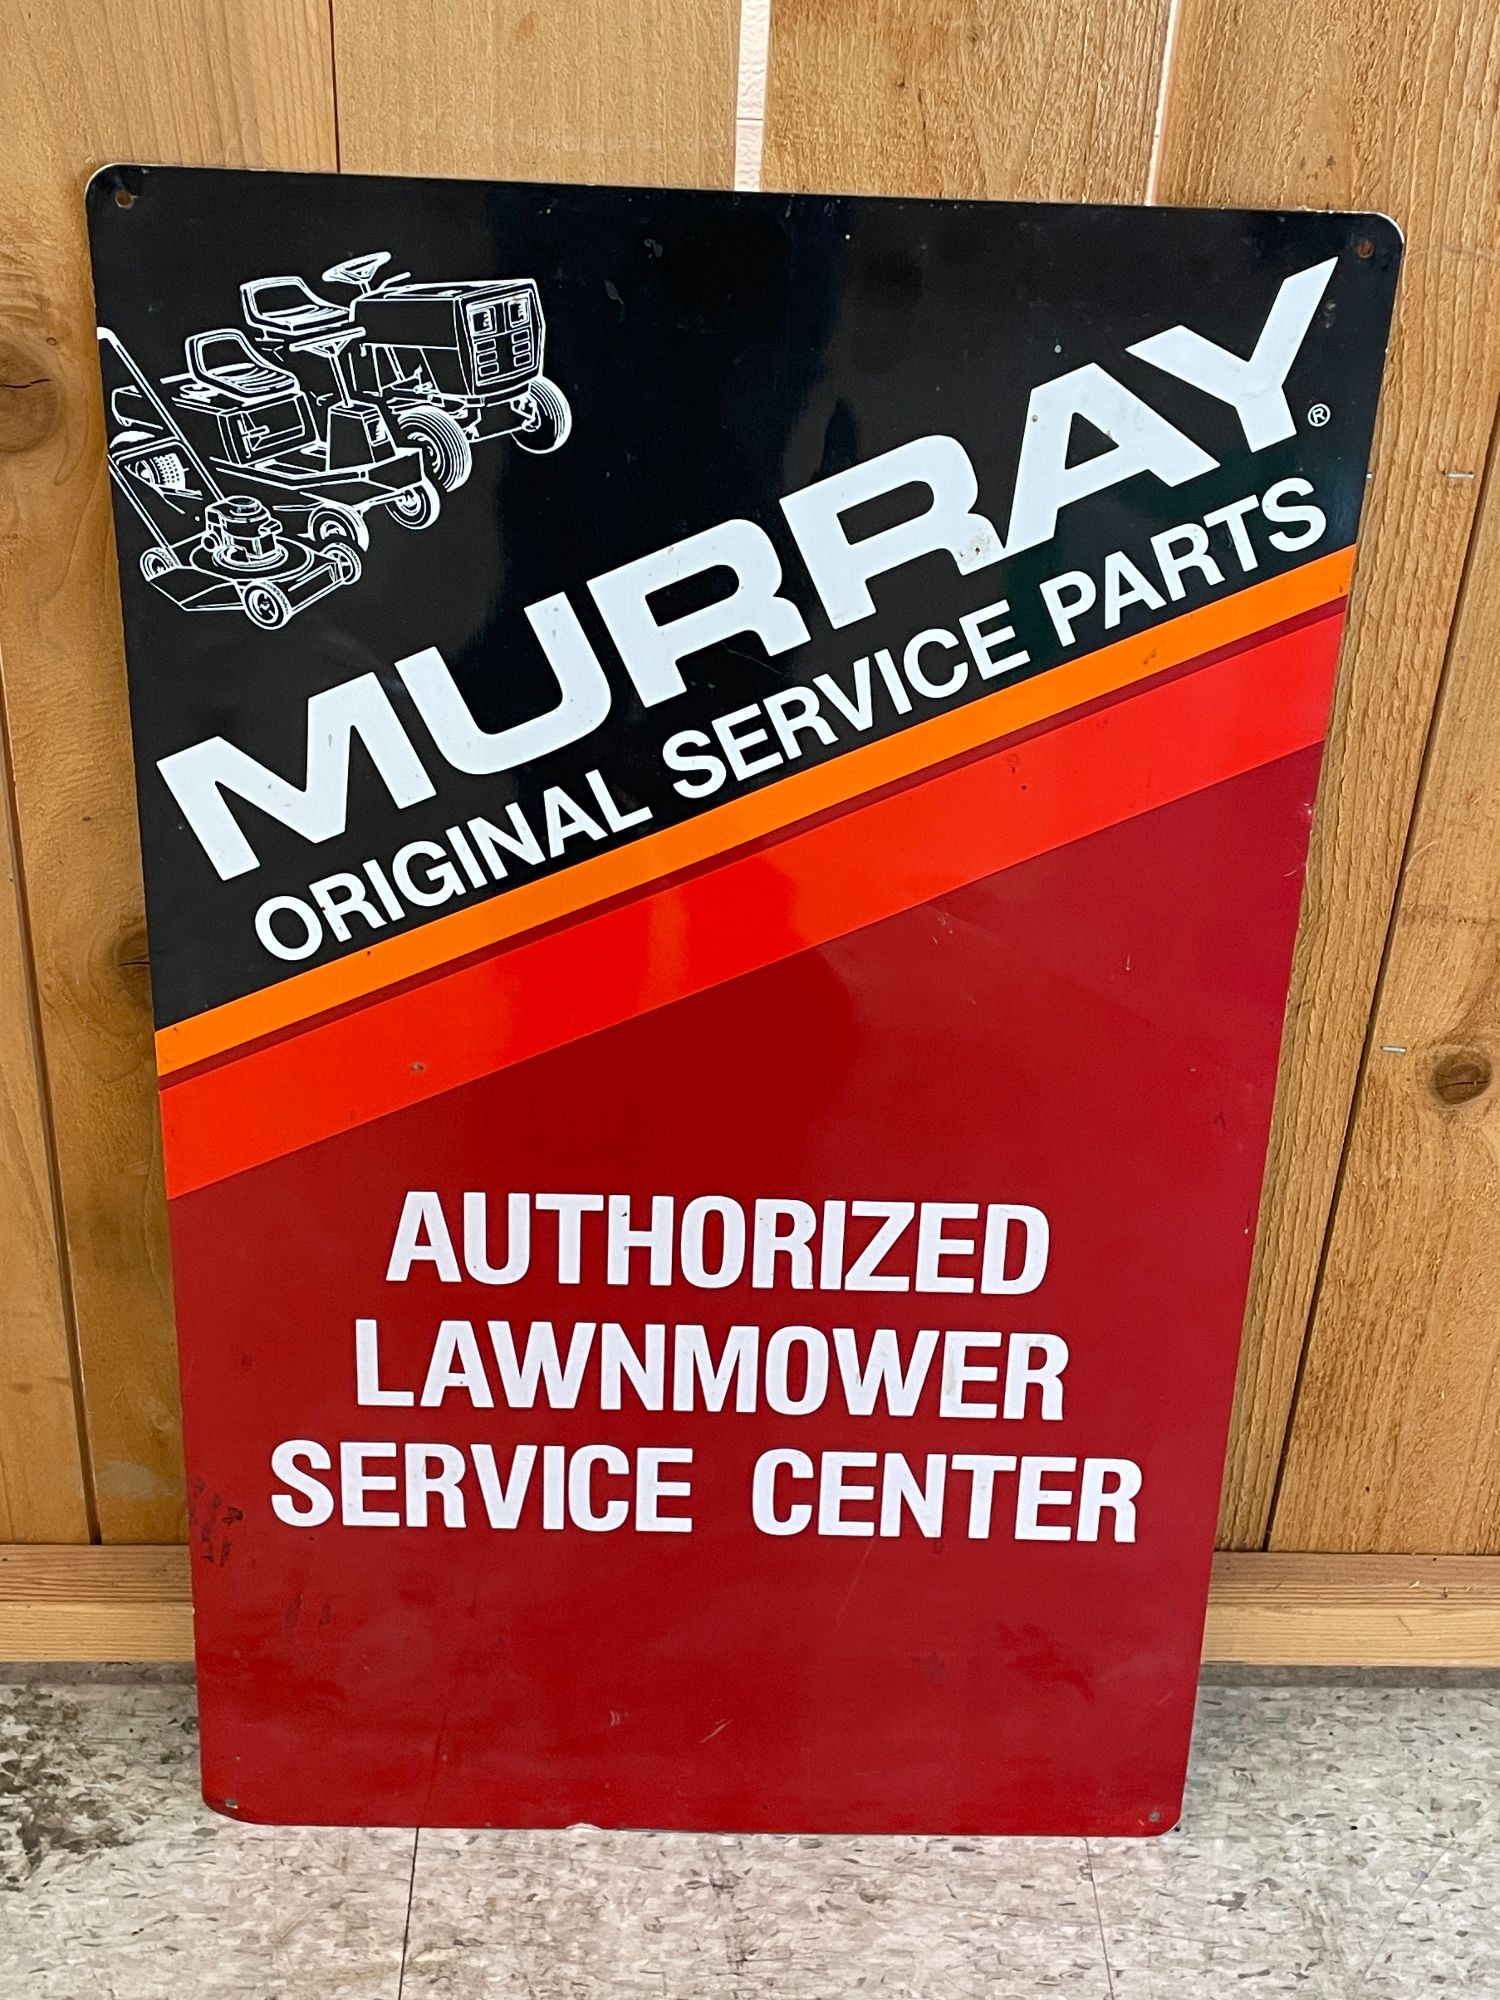 MURRAY®
ORIGINAL SERVICE PARTS
AUTHORIZED
LAWNMOWER
SERVICE CENTER